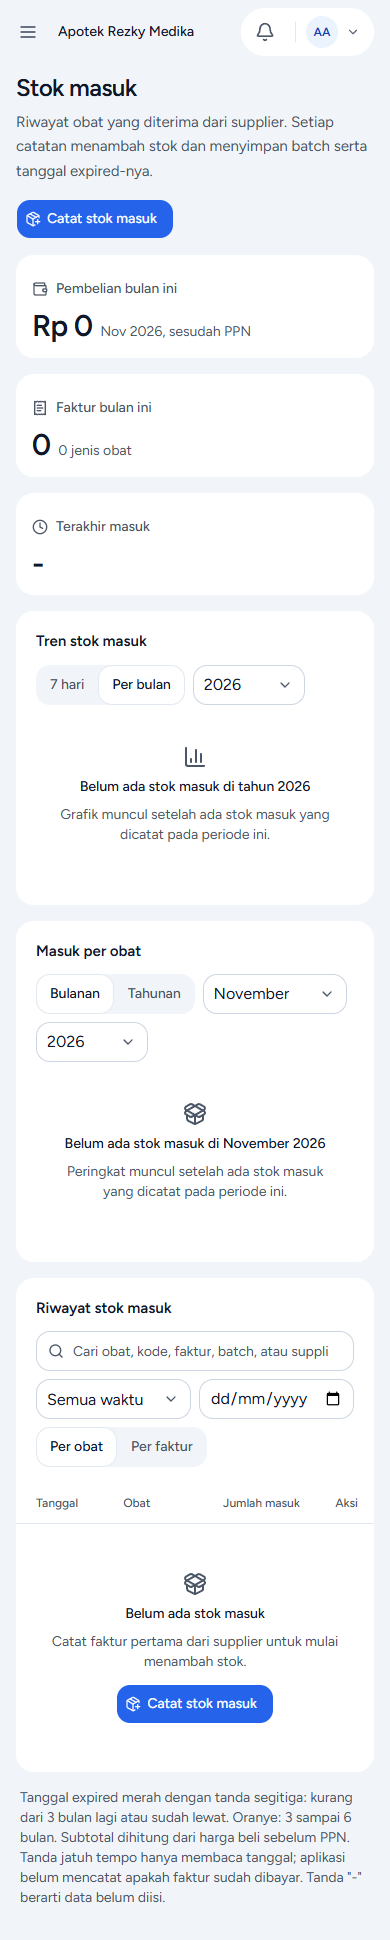 Apotek Rezky Medika
AA
Stok masuk
Riwayat obat yang diterima dari supplier. Setiap
catatan menambah stok dan menyimpan batch serta
tanggal expired-nya.
Catat stok masuk
Pembelian bulan ini
Rp 0 Nov 2026, sesudah PPN
Faktur bulan ini
0 0 jenis obat
Terakhir masuk
-
Tren stok masuk
7 hari Per bulan 2026
Belum ada stok masuk di tahun 2026
Grafik muncul setelah ada stok masuk yang
dicatat pada periode ini.
Masuk per obat
Bulanan Tahunan November
2026
Belum ada stok masuk di November 2026
Peringkat muncul setelah ada stok masuk
yang dicatat pada periode ini.
Riwayat stok masuk
Cari obat, kode, faktur, batch, atau suppli
Semua waktu dd/mm/yyyy
Per obat Per faktur
Tanggal Obat Jumlah masuk Aksi
Belum ada stok masuk
Catat faktur pertama dari supplier untuk mulai
menambah stok.
Catat stok masuk
Tanggal expired merah dengan tanda segitiga: kurang
dari 3 bulan lagi atau sudah lewat. Oranye: 3 sampai 6
bulan. Subtotal dihitung dari harga beli sebelum PPN.
Tanda jatuh tempo hanya membaca tanggal; aplikasi
belum mencatat apakah faktur sudah dibayar. Tanda "-"
berarti data belum diisi.